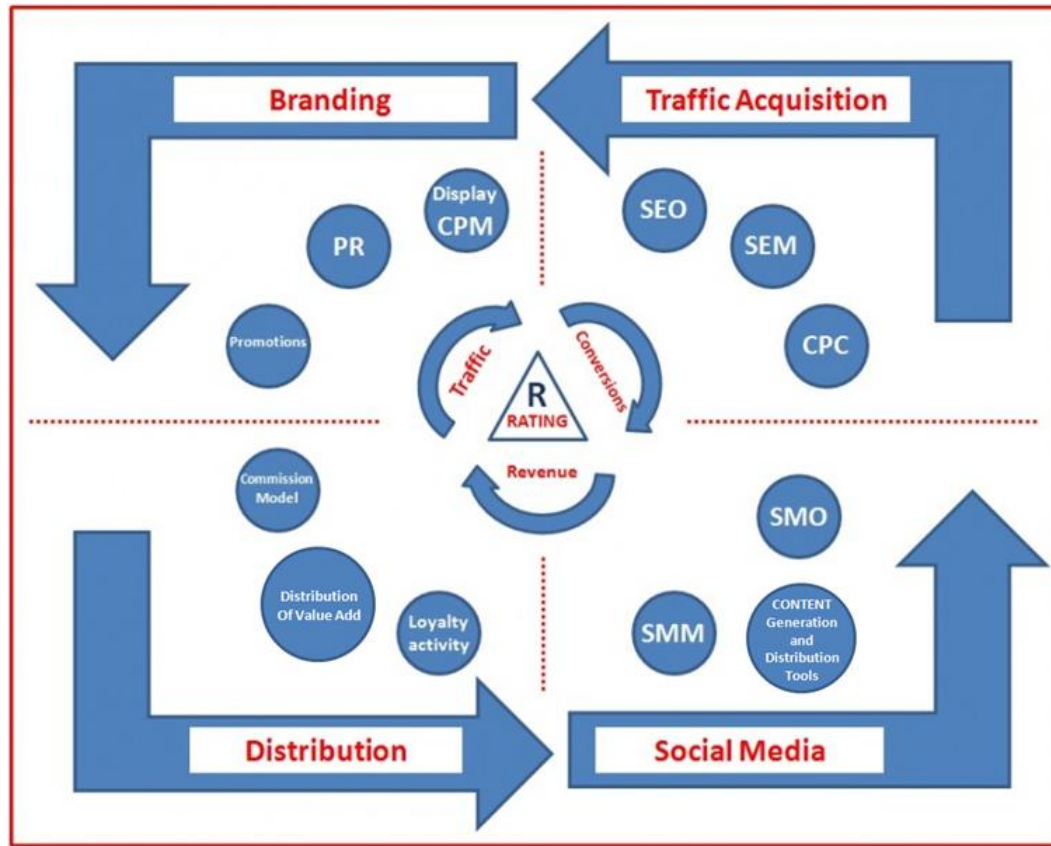 Branding
Traffic Acquisition
Display
CPM
PR
Promotions
SEO
SEM
CPC
Traffic
Conversions
R
RATING
Revenue
Commission
Model
Distribution
Of Value Add
Loyalty
activity
SMO
SMM
CONTENT
Generation
and
Distribution
Tools
Distribution
Social Media